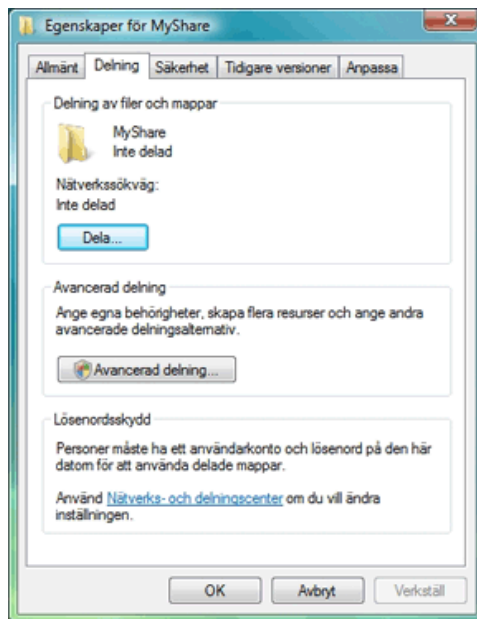 Egenskaper för MyShare
Allmänt Delning Säkerhet Tidigare versioner Anpassa
Delning av filer och mappar
MyShare
Inte delad
Nätverkssökväg:
Inte delad
Dela...
Avancerad delning
Ange egna behörigheter, skapa flera resurser och ange andra
avancerade delningsalternativ.
Avancerad delning...
Lösenordsskydd
Personer måste ha ett användarkonto och lösenord på den här
datorn för att använda delade mappar.
Använd Nätverks- och delningscenter om du vill ändra
inställningen.
OK Avbryt Verkställ